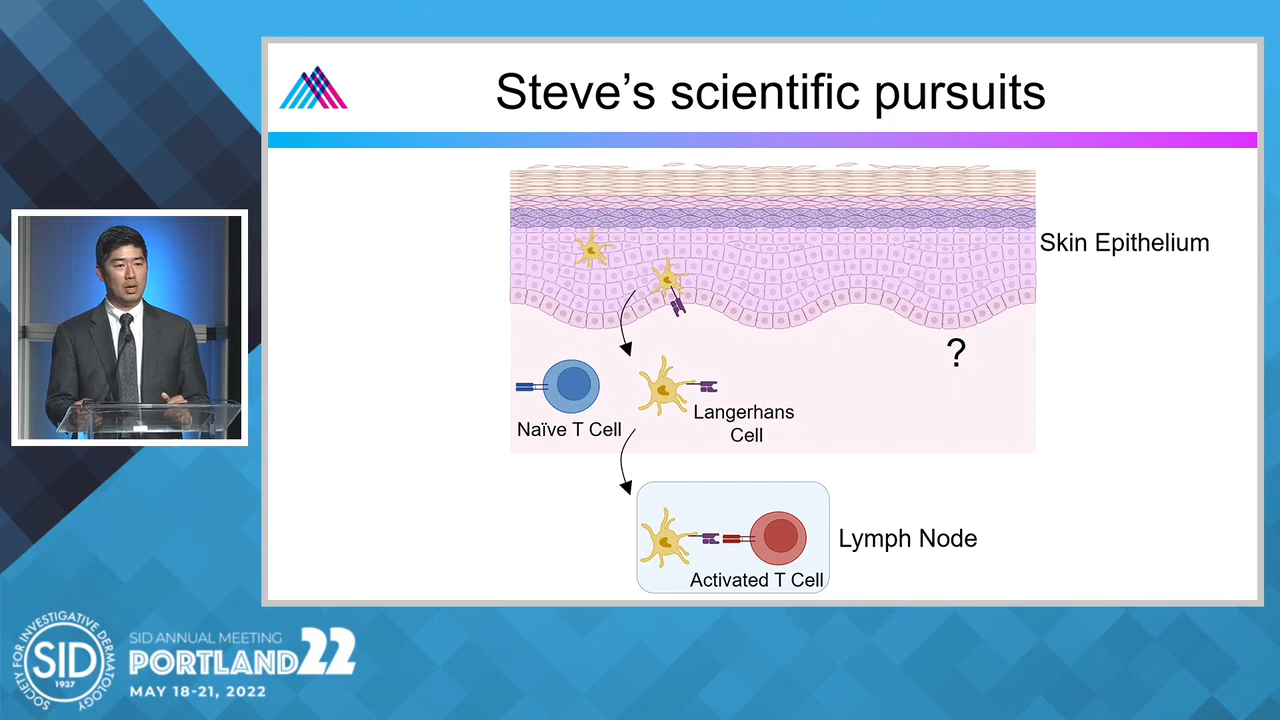 Steve's scientific pursuits
Skin Epithelium
?
Naïve T Cell
Langerhans
Cell
Lymph Node
Activated T Cell
SOCIETY FOR INVESTIGATIVE DERMATOLOGY
SID
1937
SID ANNUAL MEETING
PORTLAND 22
MAY 18-21, 2022